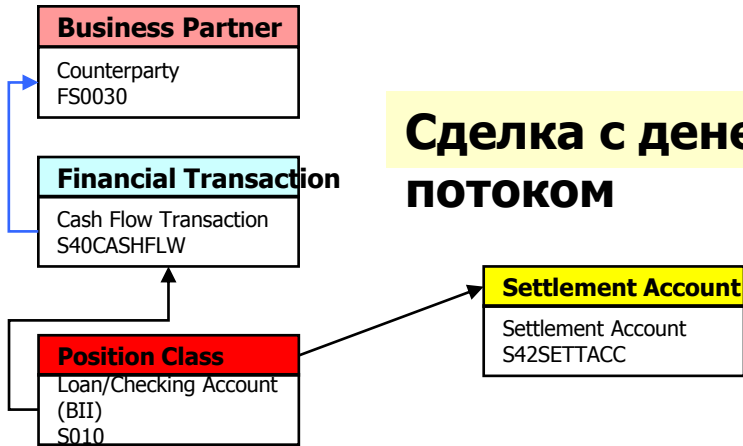 Business Partner
Counterparty
FS0030
Сделка с дене
потоком
Financial Transaction
Cash Flow Transaction
S40CASHFLW
Settlement Account
Settlement Account
S42SETTACC
Position Class
Loan/Checking Account
(BII)
S010